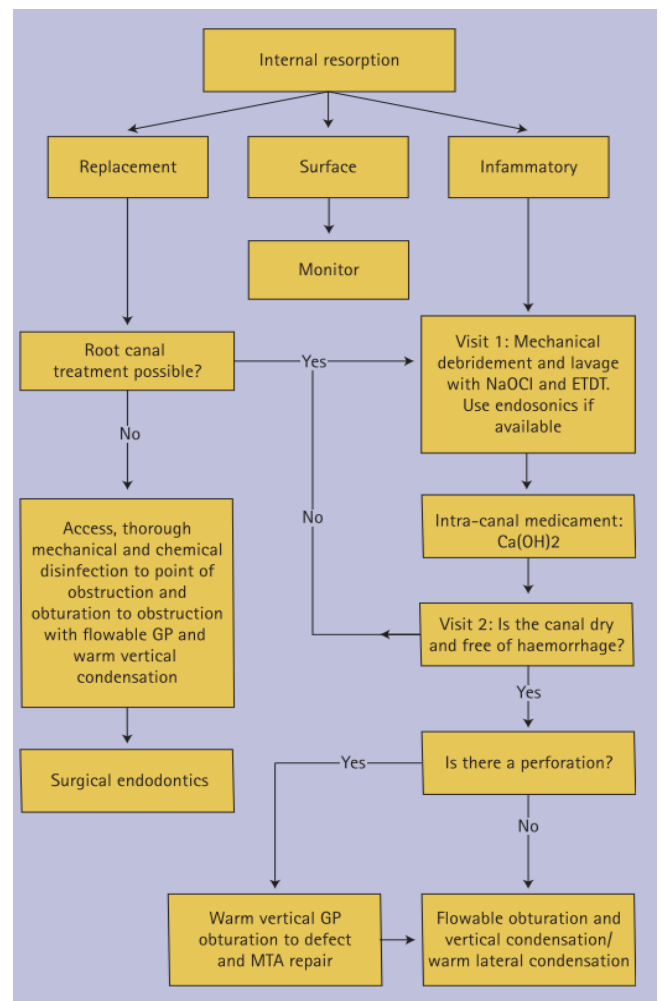 Internal resorption
Replacement
Surface
Infammatory
Monitor
Root canal
treatment possible?
Yes
Visit 1: Mechanical
debridement and lavage
with NaOCl and ETDT.
Use endosonics if
available
No
No
Intra-canal medicament:
Ca(OH)2
Access, thorough
mechanical and chemical
disinfection to point of
obstruction and
obturation to obstruction
with flowable GP and
warm vertical
condensation
Visit 2: Is the canal dry
and free of haemorrhage?
Yes
Surgical endodontics
Yes
Is there a perforation?
No
Warm vertical GP
obturation to defect
and MTA repair
Flowable obturation and
vertical condensation/
warm lateral condensation